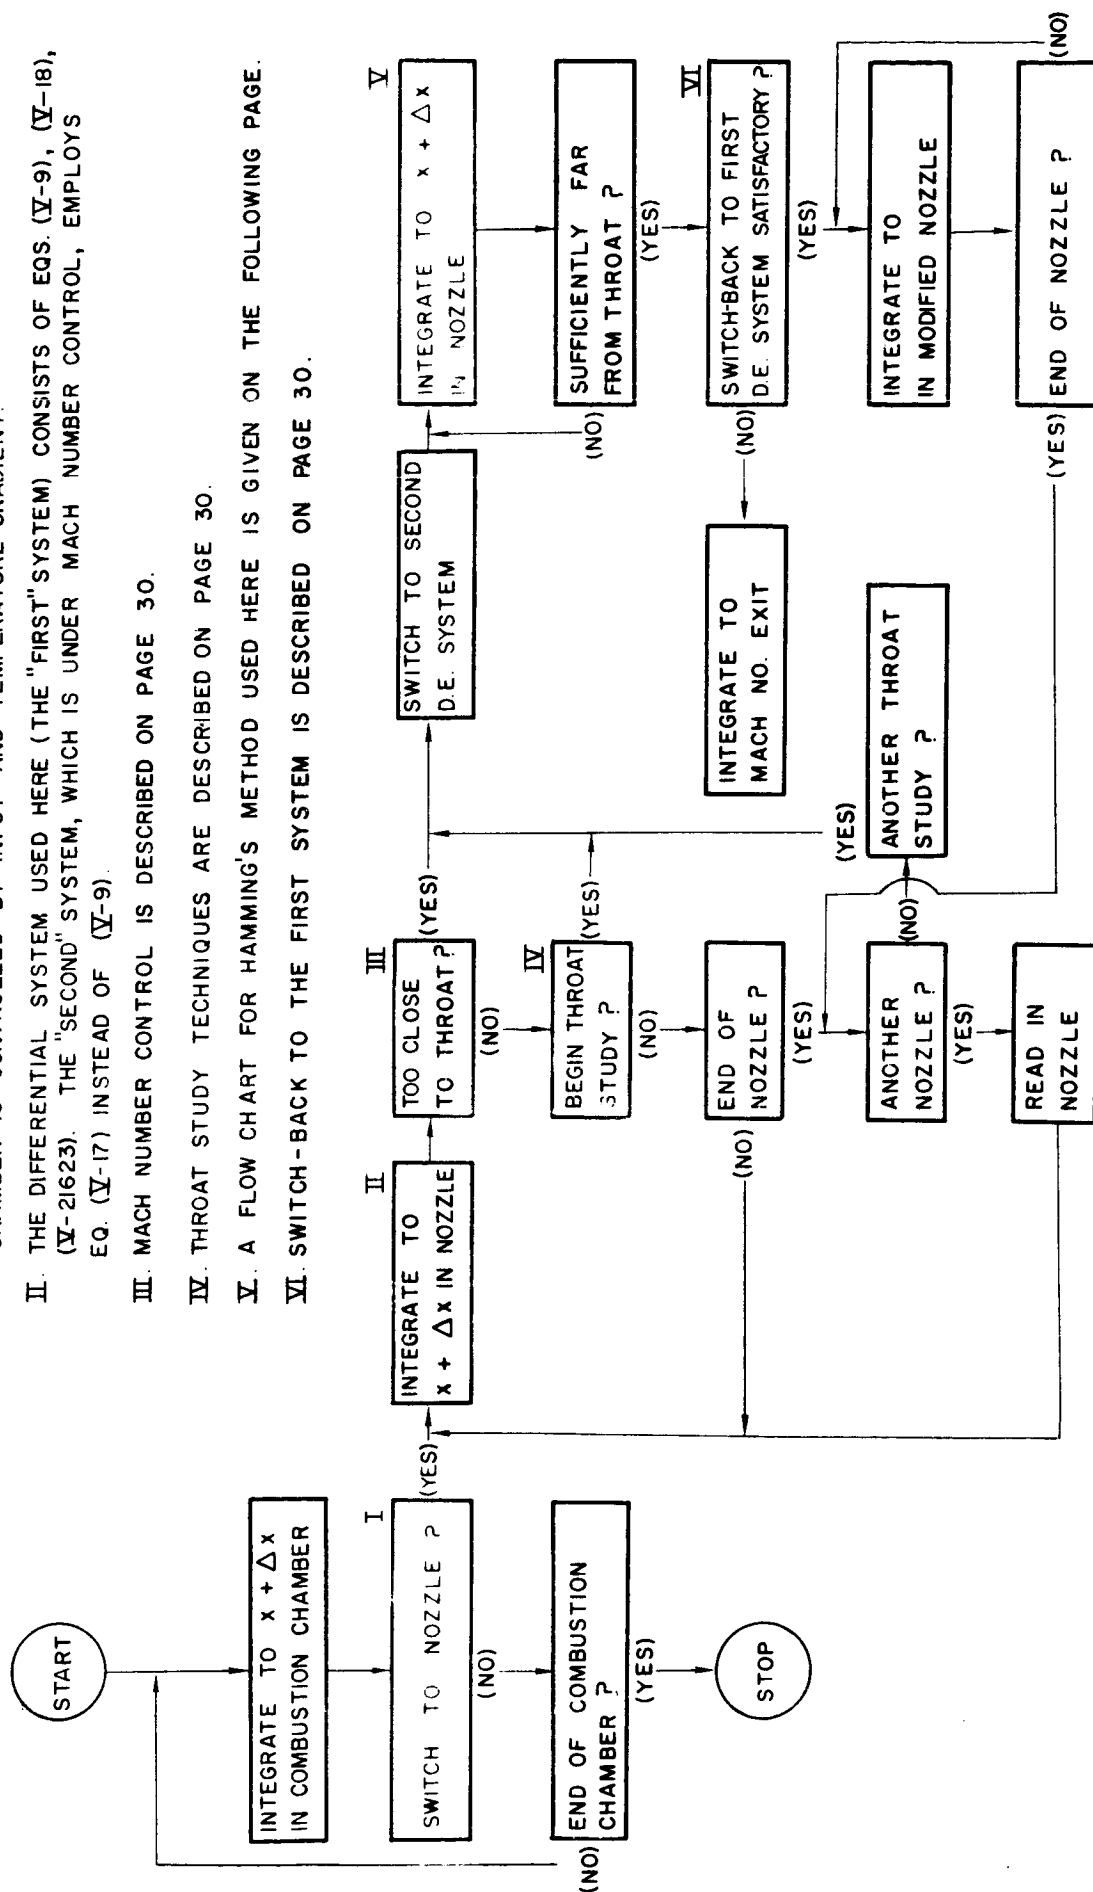 II. THE DIFFERENTIAL SYSTEM USED HERE (THE "FIRST" SYSTEM) CONSISTS OF EQS. (V-9), (V-18),
(V-21623). THE "SECOND" SYSTEM, WHICH IS UNDER MACH NUMBER CONTROL, EMPLOYS
EQ. (V-17) INSTEAD OF (V-9).
III. MACH NUMBER CONTROL IS DESCRIBED ON PAGE 30.
IV. THROAT STUDY TECHNIQUES ARE DESCRIBED ON PAGE 30.
V. A FLOW CHART FOR HAMMING'S METHOD USED HERE IS GIVEN ON THE FOLLOWING PAGE.
VI. SWITCH-BACK TO THE FIRST SYSTEM IS DESCRIBED ON PAGE 30.
START
INTEGRATE TO x + Δx
IN COMBUSTION CHAMBER
I
SWITCH TO NOZZLE ?
(YES)
(NO)
END OF COMBUSTION
CHAMBER ?
(NO)
(YES)
STOP
II
INTEGRATE TO
x + Δx IN NOZZLE
III
TOO CLOSE
TO THROAT ?
(YES)
(NO)
IV
BEGIN THROAT
STUDY ?
(YES)
(NO)
END OF
NOZZLE ?
(NO)
(YES)
ANOTHER
NOZZLE ?
(NO)
(YES)
READ IN
NOZZLE
ANOTHER THROAT
STUDY ?
(YES)
SWITCH TO SECOND
D.E. SYSTEM
V
INTEGRATE TO x + Δx
IN NOZZLE
SUFFICIENTLY FAR
FROM THROAT ?
(NO)
(YES)
VI
SWITCH-BACK TO FIRST
D.E. SYSTEM SATISFACTORY ?
(NO)
(YES)
INTEGRATE TO
MACH NO. EXIT
INTEGRATE TO
IN MODIFIED NOZZLE
END OF NOZZLE ?
(YES)
(NO)